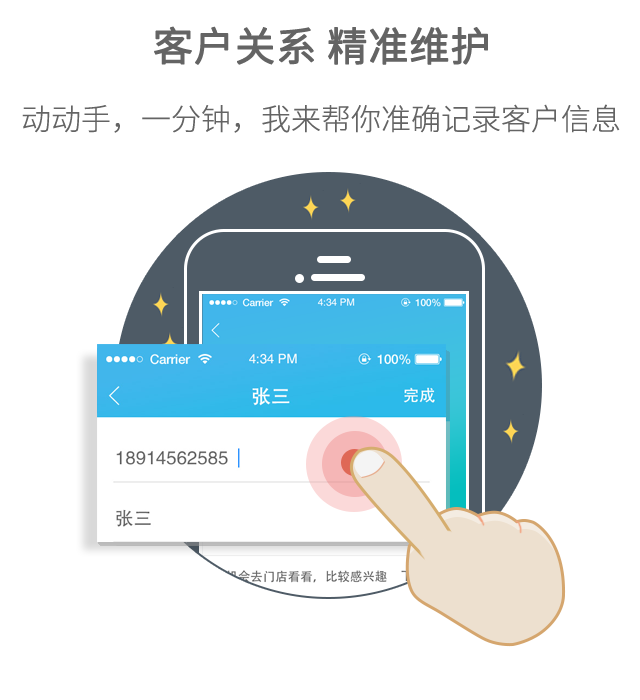 客户关系 精准维护
动动手，一分钟，我来帮你准确记录客户信息
Carrier 4:34 PM 100%
Carrier 4:34 PM 100%
张三 完成
18914562585
张三
会去门店看看，比较感兴趣